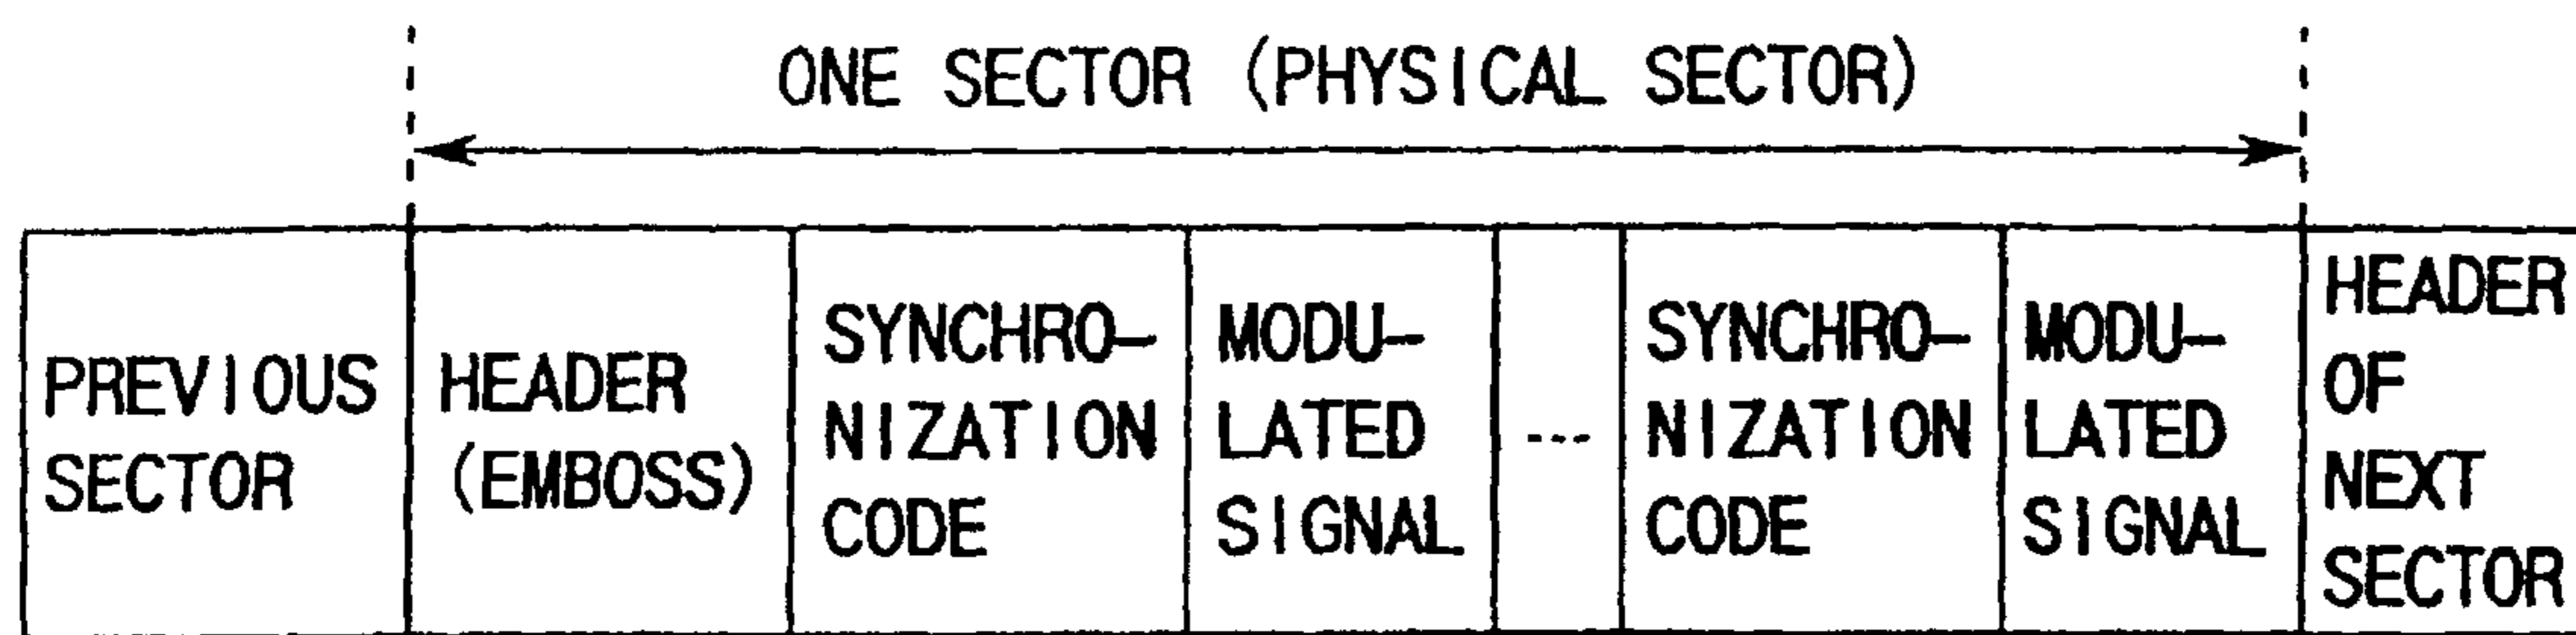 ONE SECTOR (PHYSICAL SECTOR)
PREVIOUS
SECTOR
HEADER
(EMBOSS)
SYNCHRO–
NIZATION
CODE
MODU–
LATED
SIGNAL
---
SYNCHRO–
NIZATION
CODE
MODU–
LATED
SIGNAL
HEADER
OF
NEXT
SECTOR